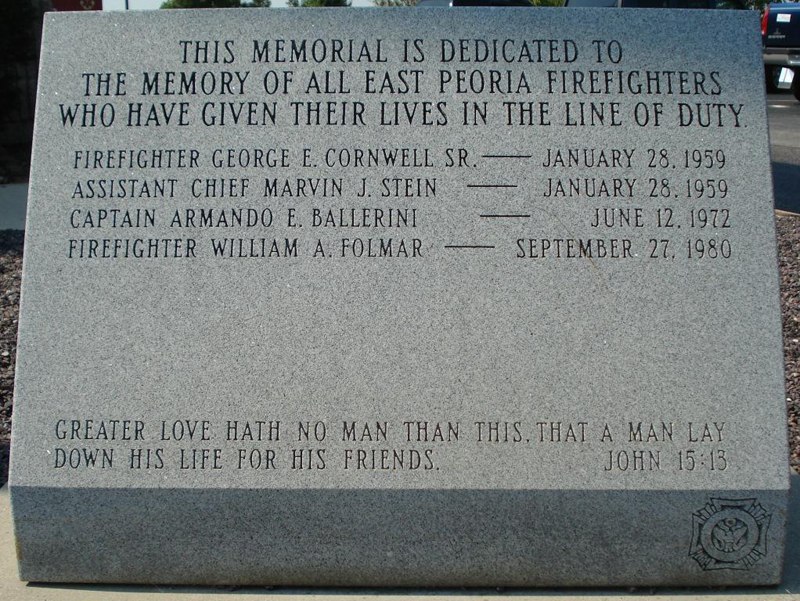 THIS MEMORIAL IS DEDICATED TO
THE MEMORY OF ALL EAST PEORIA FIREFIGHTERS
WHO HAVE GIVEN THEIR LIVES IN THE LINE OF DUTY.
FIREFIGHTER GEORGE E. CORNWELL SR. — JANUARY 28, 1959
ASSISTANT CHIEF MARVIN J. STEIN — JANUARY 28, 1959
CAPTAIN ARMANDO E. BALLERINI — JUNE 12, 1972
FIREFIGHTER WILLIAM A. FOLMAR — SEPTEMBER 27, 1980
GREATER LOVE HATH NO MAN THAN THIS, THAT A MAN LAY
DOWN HIS LIFE FOR HIS FRIENDS. JOHN 15:13